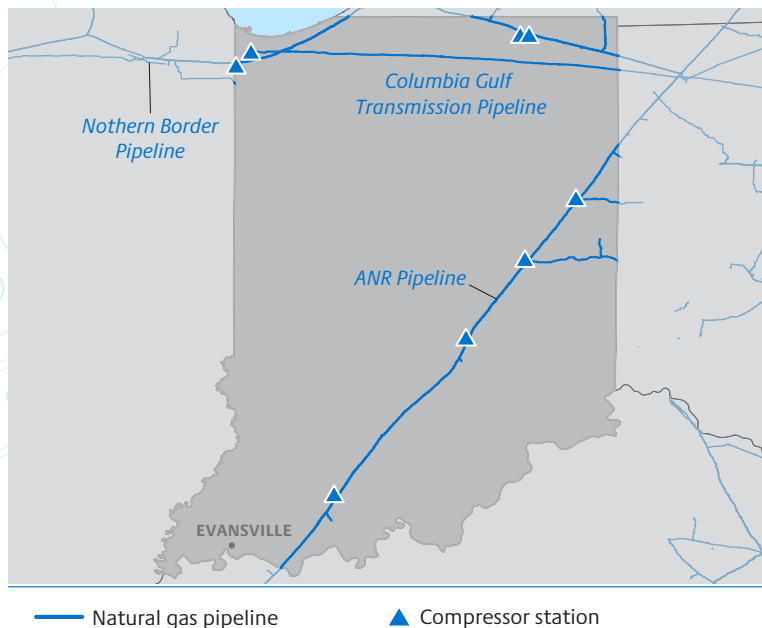 Columbia Gulf
Transmission Pipeline
Nothern Border
Pipeline
ANR Pipeline
EVANSVILLE
Natural gas pipeline
Compressor station